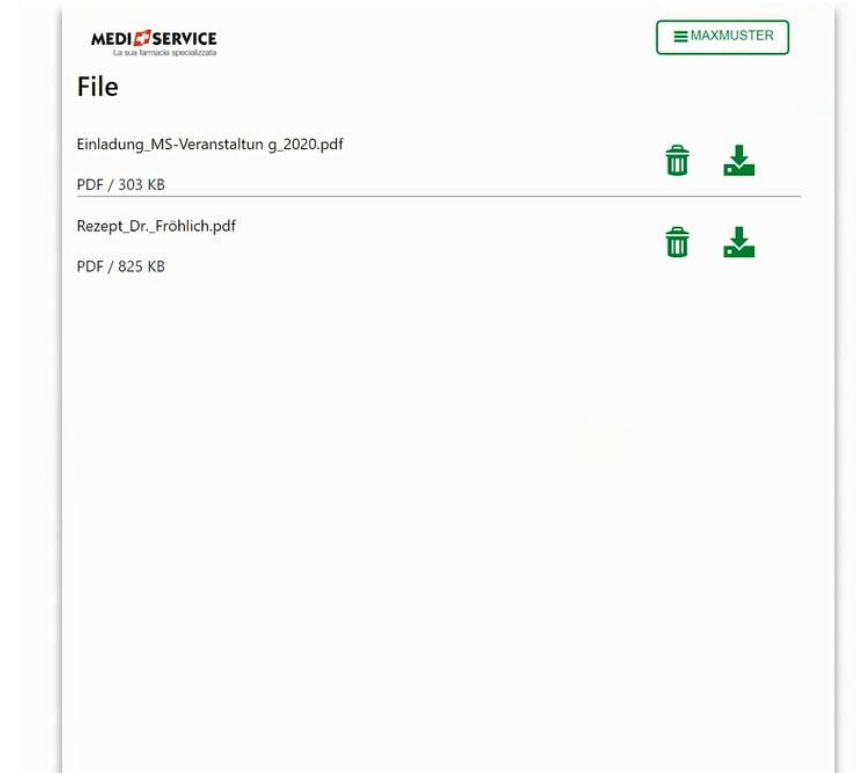 MEDI SERVICE
La sua farmacia specializzata
MAXMUSTER
File
Einladung_MS-Veranstaltun g_2020.pdf
PDF / 303 KB
Rezept_Dr._Fröhlich.pdf
PDF / 825 KB